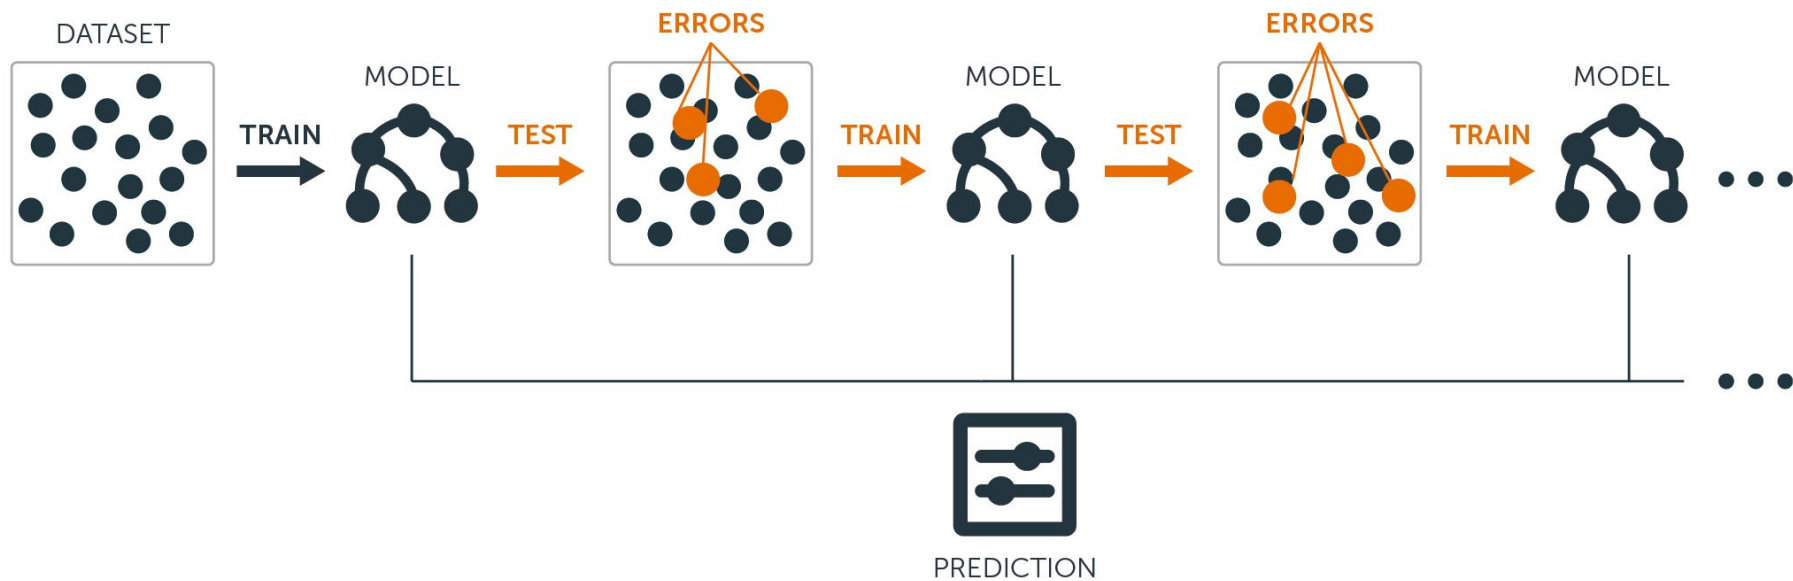 DATASET
TRAIN
MODEL
TEST
ERRORS
TRAIN
MODEL
TEST
ERRORS
TRAIN
MODEL
PREDICTION